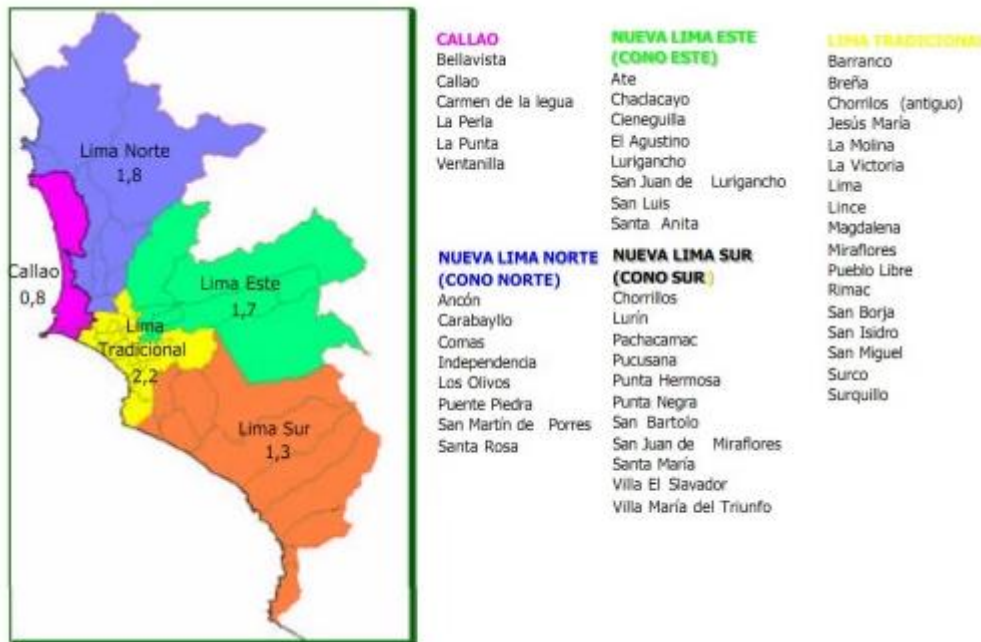 Lima Norte
1,8
Callao
0,8
Lima Este
1,7
Lima
Tradicional
2,2
Lima Sur
1,3
CALLAO
Bellavista
Callao
Carmen de la legua
La Perla
La Punta
Ventanilla
NUEVA LIMA ESTE
(CONO ESTE)
Ate
Chaclacayo
Cieneguilla
El Agustino
Lurigancho
San Juan de Lurigancho
San Luis
Santa Anita
LIMA TRADICIONAL
Barranco
Breña
Chorrilos (antiguo)
Jesús María
La Molina
La Victoria
Lima
Lince
Magdalena
Miraflores
Pueblo Libre
Rimac
San Borja
San Isidro
San Miguel
Surco
Surquillo
NUEVA LIMA NORTE
(CONO NORTE)
Ancón
Carabayllo
Comas
Independencia
Los Olivos
Puente Piedra
San Martín de Porres
Santa Rosa
NUEVA LIMA SUR
(CONO SUR)
Chorrillos
Lurín
Pachacamac
Pucusana
Punta Hermosa
Punta Negra
San Bartolo
San Juan de Miraflores
Santa María
Villa El Slavador
Villa María del Triunfo